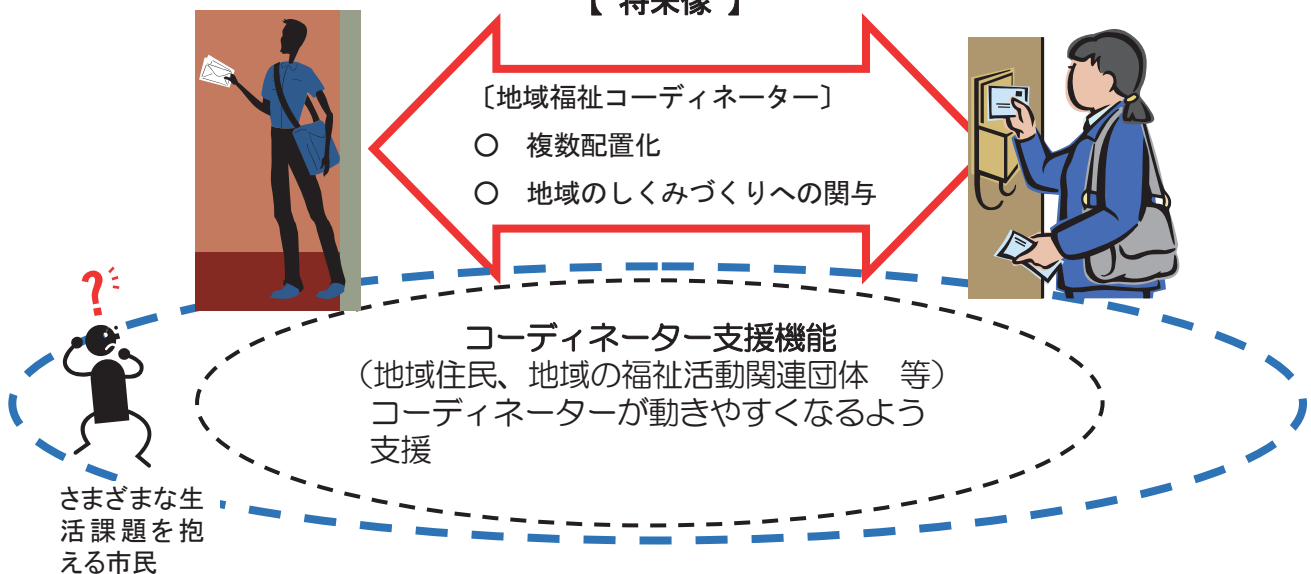 【 将来像 】
〔地域福祉コーディネーター〕
○ 複数配置化
○ 地域のしくみづくりへの関与
?
コーディネーター支援機能
（地域住民、地域の福祉活動関連団体　等）
コーディネーターが動きやすくなるよう
支援
さまざまな生
活課題を抱
える市民